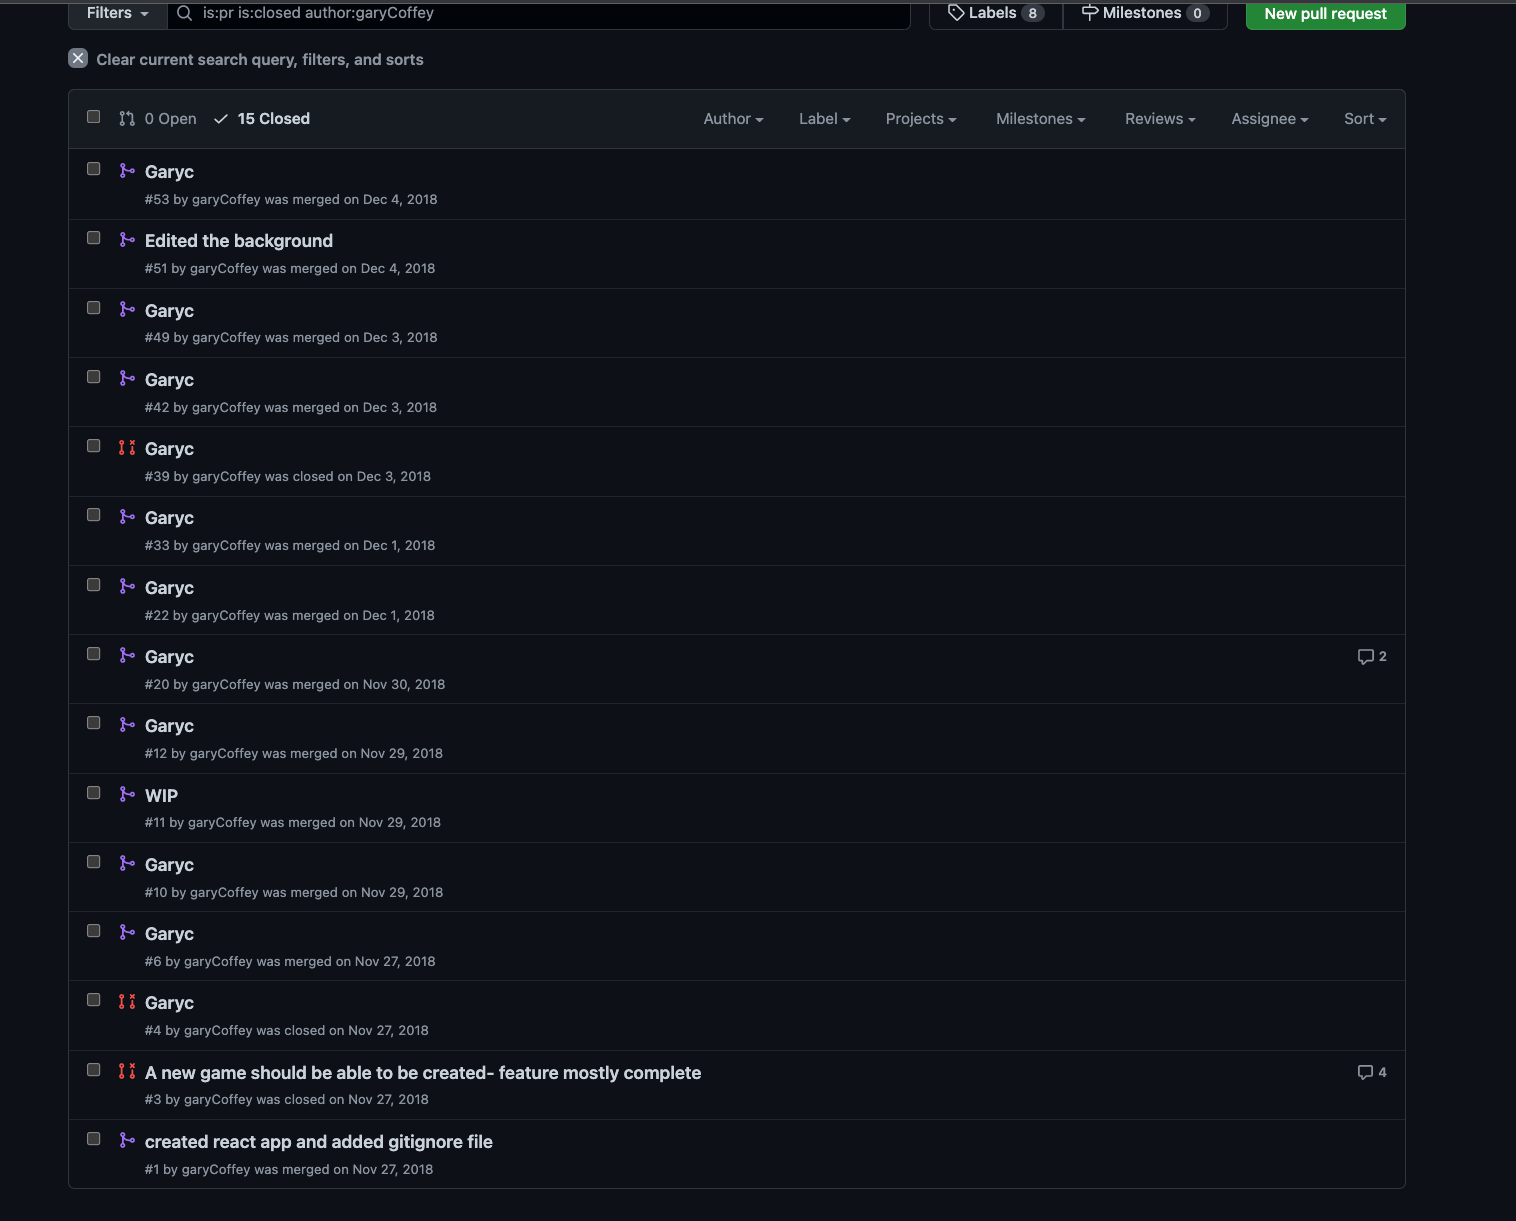 Filters is:pr is:closed author:garyCoffey Labels 8 Milestones 0 New pull request
Clear current search query, filters, and sorts
0 Open 15 Closed Author Label Projects Milestones Reviews Assignee Sort
Garyc
#53 by garyCoffey was merged on Dec 4, 2018
Edited the background
#51 by garyCoffey was merged on Dec 4, 2018
Garyc
#49 by garyCoffey was merged on Dec 3, 2018
Garyc
#42 by garyCoffey was merged on Dec 3, 2018
Garyc
#39 by garyCoffey was closed on Dec 3, 2018
Garyc
#33 by garyCoffey was merged on Dec 1, 2018
Garyc
#22 by garyCoffey was merged on Dec 1, 2018
Garyc 2
#20 by garyCoffey was merged on Nov 30, 2018
Garyc
#12 by garyCoffey was merged on Nov 29, 2018
WIP
#11 by garyCoffey was merged on Nov 29, 2018
Garyc
#10 by garyCoffey was merged on Nov 29, 2018
Garyc
#6 by garyCoffey was merged on Nov 27, 2018
Garyc
#4 by garyCoffey was closed on Nov 27, 2018
A new game should be able to be created- feature mostly complete 4
#3 by garyCoffey was closed on Nov 27, 2018
created react app and added gitignore file
#1 by garyCoffey was merged on Nov 27, 2018